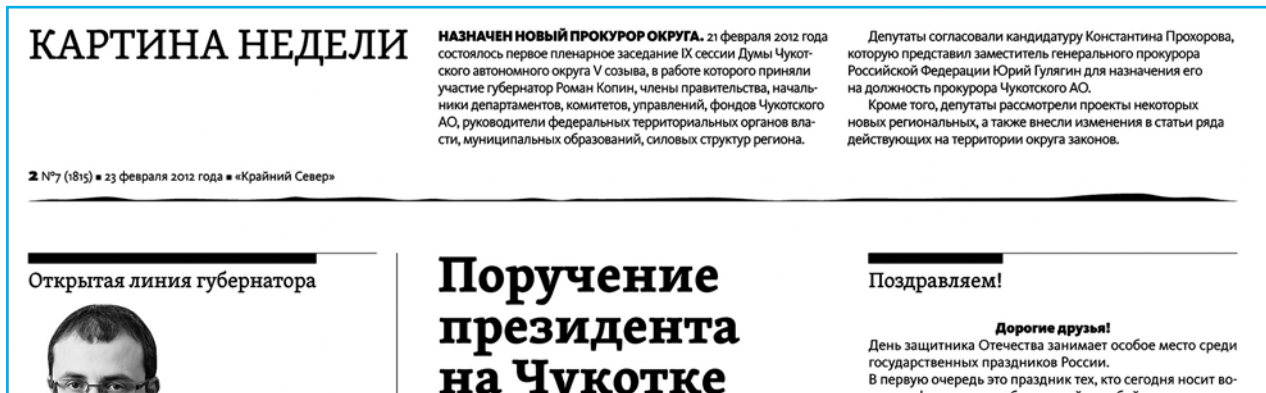 КАРТИНА НЕДЕЛИ
НАЗНАЧЕН НОВЫЙ ПРОКУРОР ОКРУГА. 21 февраля 2012 года
состоялось первое пленарное заседание IX сессии Думы Чукот-
ского автономного округа V созыва, в работе которого приняли
участие губернатор Роман Копин, члены правительства, началь-
ники департаментов, комитетов, управлений, фондов Чукотского
АО, руководители федеральных территориальных органов вла-
сти, муниципальных образований, силовых структур региона.
Депутаты согласовали кандидатуру Константина Прохорова,
которую представил заместитель генерального прокурора
Российской Федерации Юрий Гулягин для назначения его
на должность прокурора Чукотского АО.
Кроме того, депутаты рассмотрели проекты некоторых
новых региональных, а также внесли изменения в статьи ряда
действующих на территории округа законов.
2 №7 (1815) ■ 23 февраля 2012 года ■ «Крайний Север»
Открытая линия губернатора
Поручение
президента
на Чукотке
Поздравляем!
Дорогие друзья!
День защитника Отечества занимает особое место среди
государственных праздников России.
В первую очередь это праздник тех, кто сегодня носит во-